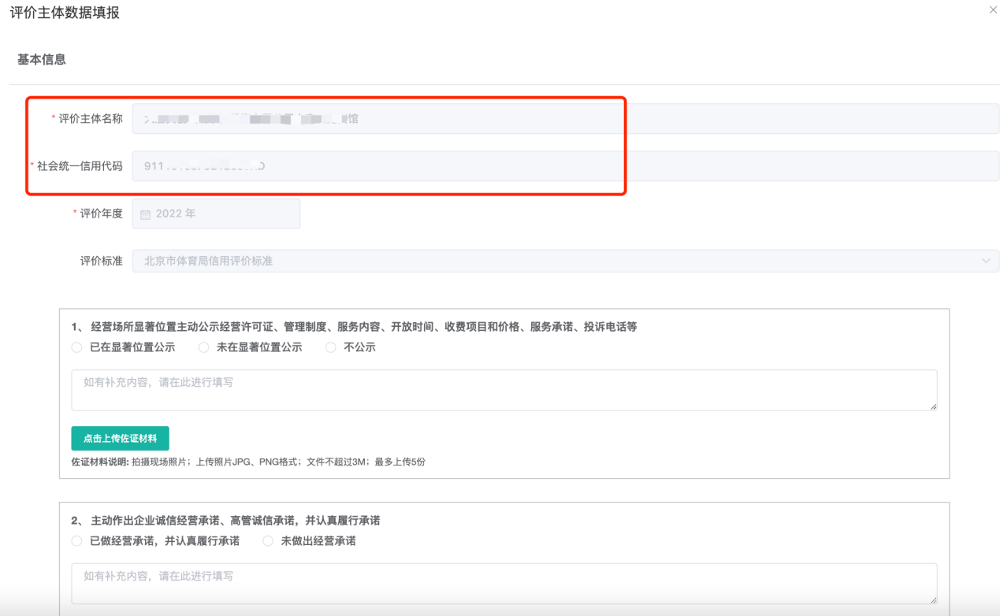 评价主体数据填报
基本信息
* 评价主体名称 馆
* 社会统一信用代码 911
* 评价年度 2022 年
评价标准 北京市体育局信用评价标准
1、 经营场所显著位置主动公示经营许可证、管理制度、服务内容、开放时间、收费项目和价格、服务承诺、投诉电话等
已在显著位置公示 未在显著位置公示 不公示
如有补充内容，请在此进行填写
点击上传佐证材料
佐证材料说明: 拍摄现场照片；上传照片JPG、PNG格式；文件不超过3M；最多上传5份
2、 主动作出企业诚信经营承诺、高管诚信承诺，并认真履行承诺
已做经营承诺，并认真履行承诺 未做出经营承诺
如有补充内容，请在此进行填写